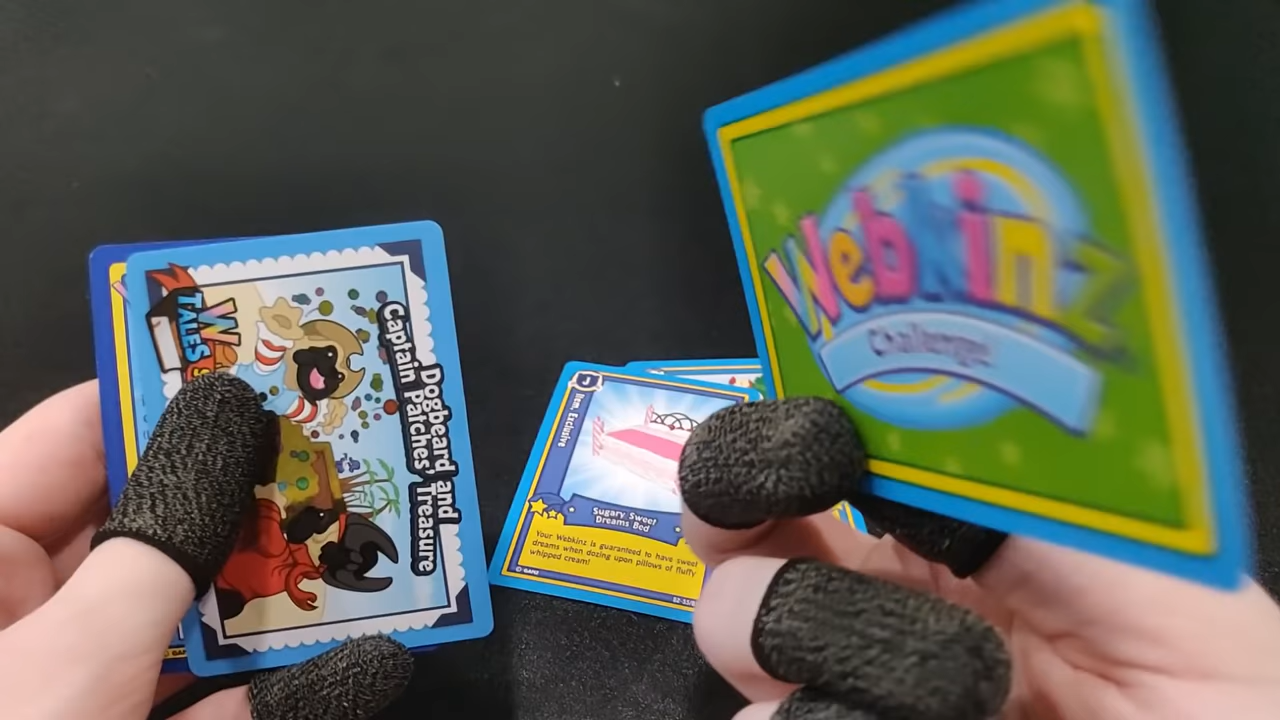 Webkinz
Challenge
Dogbeard and
Captain Patches' Treasure
W
TALES
Item, Exclusive
Sugary Sweet
Dreams Bed
Your Webkinz is guaranteed to have sweet
dreams when dozing upon pillows of fluffy
whipped cream!
© GANZ